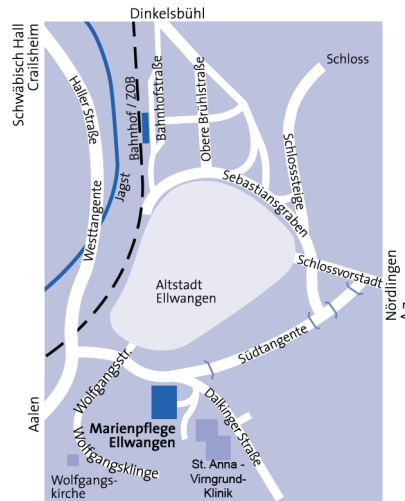 Dinkelsbühl
Schwäbisch Hall
Crailsheim
Haller Straße
Bahnhof / ZOB
Bahnhofstraße
Obere Brühlstraße
Schloss
Schlosssteige
Jagst
Westtangente
Sebastiansgraben
Schlossvorstadt
Altstadt
Ellwangen
Nördlingen
A 7
Südtangente
Wolfgangsstr.
Aalen
Marienpflege
Ellwangen
Dalkinger Straße
Wolfgangsklinge
Wolfgangs-
kirche
St. Anna -
Virngrund-
Klinik